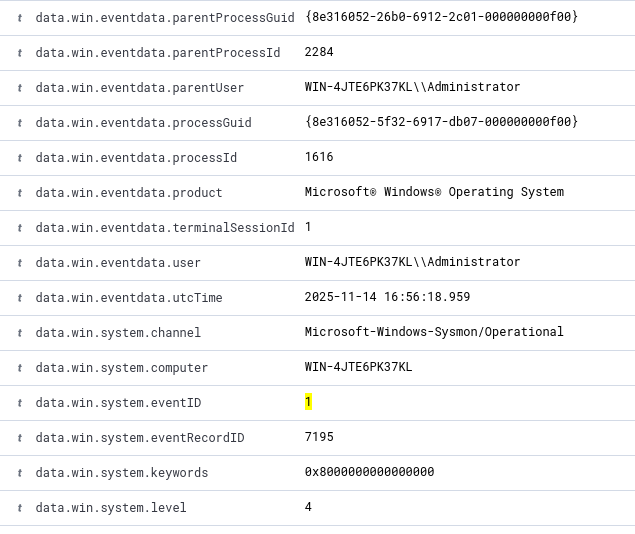 t data.win.eventdata.parentProcessGuid {8e316052-26b0-6912-2c01-000000000f00}
t data.win.eventdata.parentProcessId 2284
t data.win.eventdata.parentUser WIN-4JTE6PK37KL\\Administrator
t data.win.eventdata.processGuid {8e316052-5f32-6917-db07-000000000f00}
t data.win.eventdata.processId 1616
t data.win.eventdata.product Microsoft® Windows® Operating System
t data.win.eventdata.terminalSessionId 1
t data.win.eventdata.user WIN-4JTE6PK37KL\\Administrator
t data.win.eventdata.utcTime 2025-11-14 16:56:18.959
t data.win.system.channel Microsoft-Windows-Sysmon/Operational
t data.win.system.computer WIN-4JTE6PK37KL
t data.win.system.eventID 1
t data.win.system.eventRecordID 7195
t data.win.system.keywords 0x8000000000000000
t data.win.system.level 4